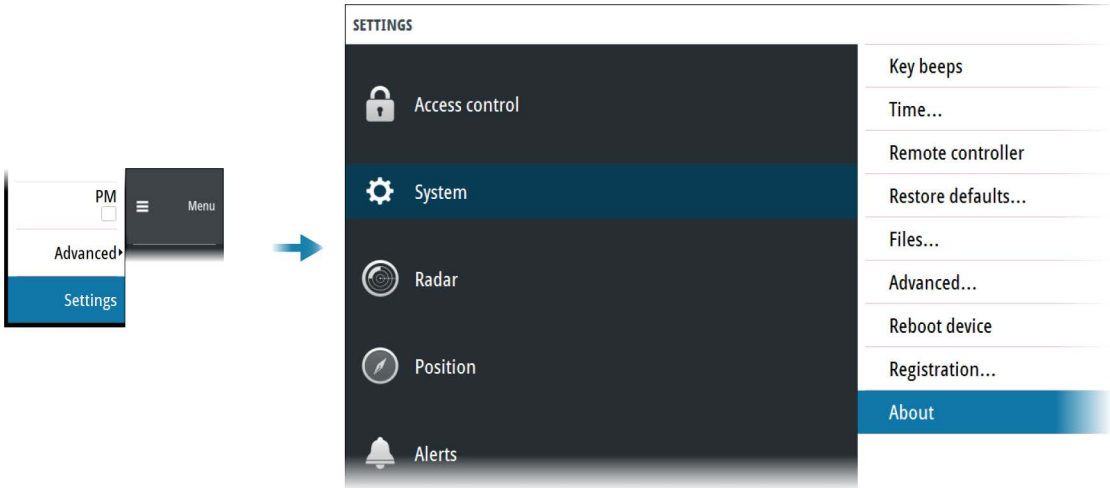 PM
Menu
Advanced
Settings
SETTINGS
Access control
System
Radar
Position
Alerts
Key beeps
Time...
Remote controller
Restore defaults...
Files...
Advanced...
Reboot device
Registration...
About